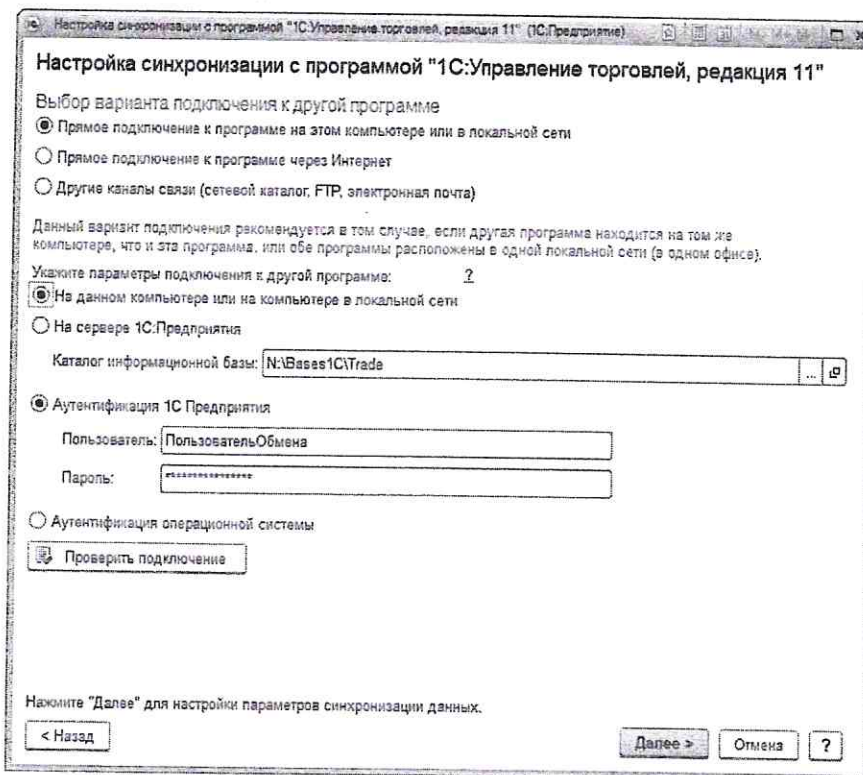 Настройка синхронизации с программой "1С:Управление торговлей, редакция 11" (1С:Предприятие)
Настройка синхронизации с программой "1С:Управление торговлей, редакция 11"
Выбор варианта подключения к другой программе
Прямое подключение к программе на этом компьютере или в локальной сети
Прямое подключение к программе через Интернет
Другие каналы связи (сетевой каталог, FTP, электронная почта)
Данный вариант подключения рекомендуется в том случае, если другая программа находится на том же
компьютере, что и эта программа, или обе программы расположены в одной локальной сети (в одном офисе).
Укажите параметры подключения к другой программе: ?
На данном компьютере или на компьютере в локальной сети
На сервере 1С:Предприятия
Каталог информационной базы: N:\Bases1C\Trade ...
Аутентификация 1С Предприятия
Пользователь: ПользовательОбмена
Пароль: ****************
Аутентификация операционной системы
Проверить подключение
Нажмите "Далее" для настройки параметров синхронизации данных.
< Назад Далее > Отмена ?